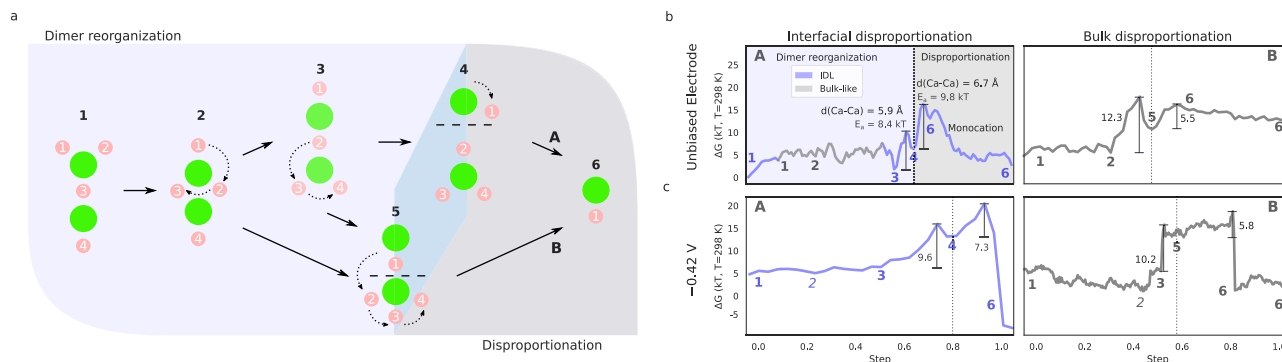 a
Dimer reorganization
1
1
2
3
4
2
1
3
2
4
3
1
2
3
4
4
1
2
3
4
5
1
2
4
3
A
B
6
1
Disproportionation
b
Interfacial disproportionation
Bulk disproportionation
Unbiased Electrode
ΔG (kT, T=298 K)
25
20
15
10
5
0
A
Dimer reorganization
Disproportionation
IDL
Bulk-like
d(Ca-Ca) = 6.7 Å
Eₐ = 9,8 kT
d(Ca-Ca) = 5,9 Å
Eₐ = 8.4 kT
Monocation
1
1
2
3
4
6
6
B
12.3
5
6
5.5
1
2
6
c
−0.42 V
ΔG (kT, T=298 K)
25
20
15
10
5
0
-5
A
9.6
4
7.3
1
2
3
6
0.0
0.2
0.4
0.6
0.8
1.0
Step
B
10.2
5
5.8
1
2
3
6
6
0.0
0.2
0.4
0.6
0.8
1.0
Step